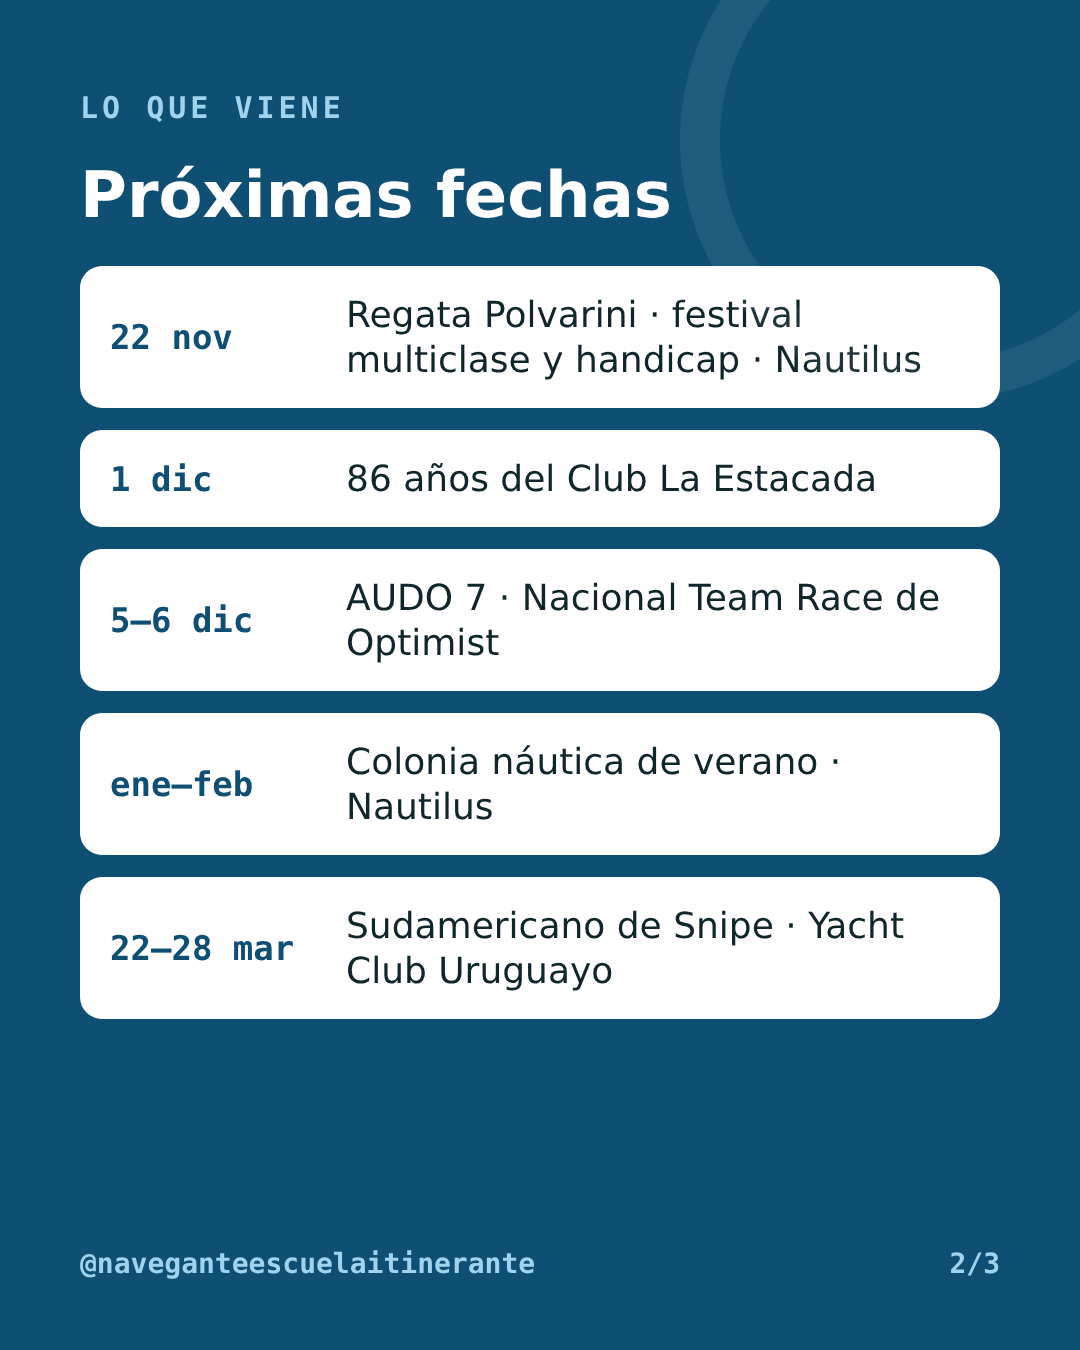 LO QUE VIENE
Próximas fechas
22 nov
Regata Polvarini · festival
multiclase y handicap · Nautilus
1 dic
86 años del Club La Estacada
5–6 dic
AUDO 7 · Nacional Team Race de
Optimist
ene–feb
Colonia náutica de verano ·
Nautilus
22–28 mar
Sudamericano de Snipe · Yacht
Club Uruguayo
@naveganteescuelaitinerante
2/3